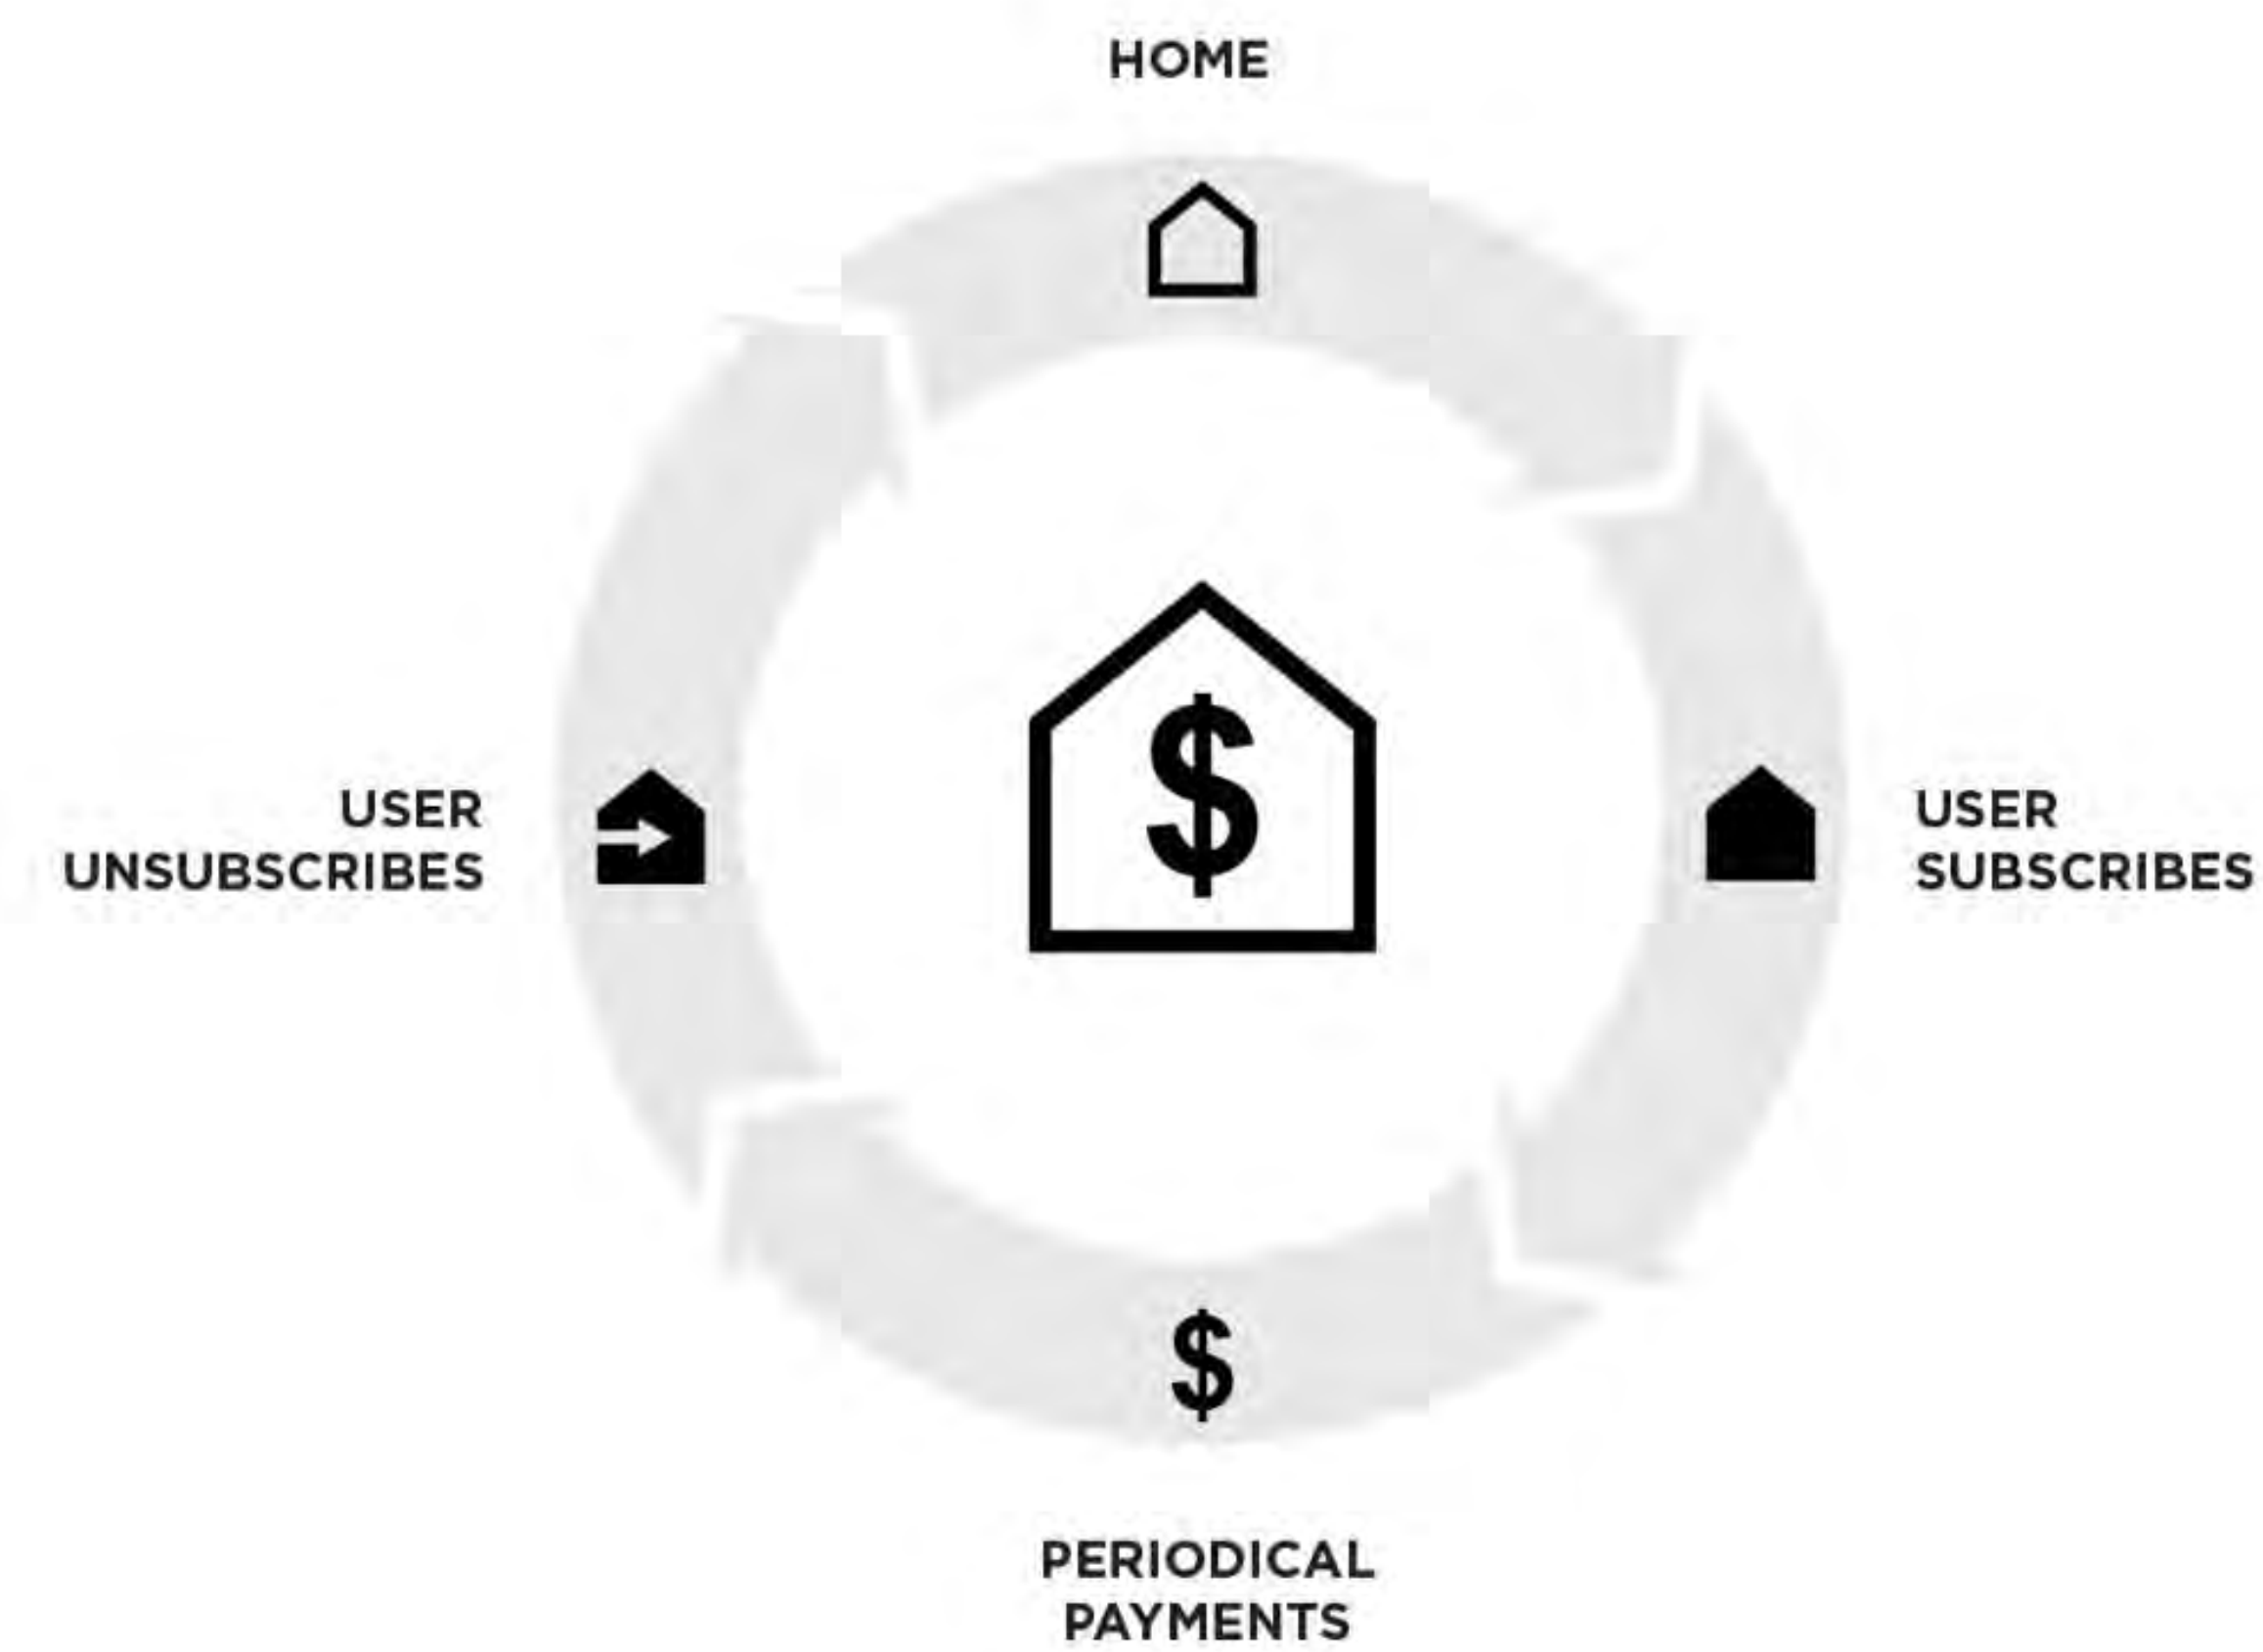 HOME
$
USER
UNSUBSCRIBES
USER
SUBSCRIBES
$
PERIODICAL
PAYMENTS